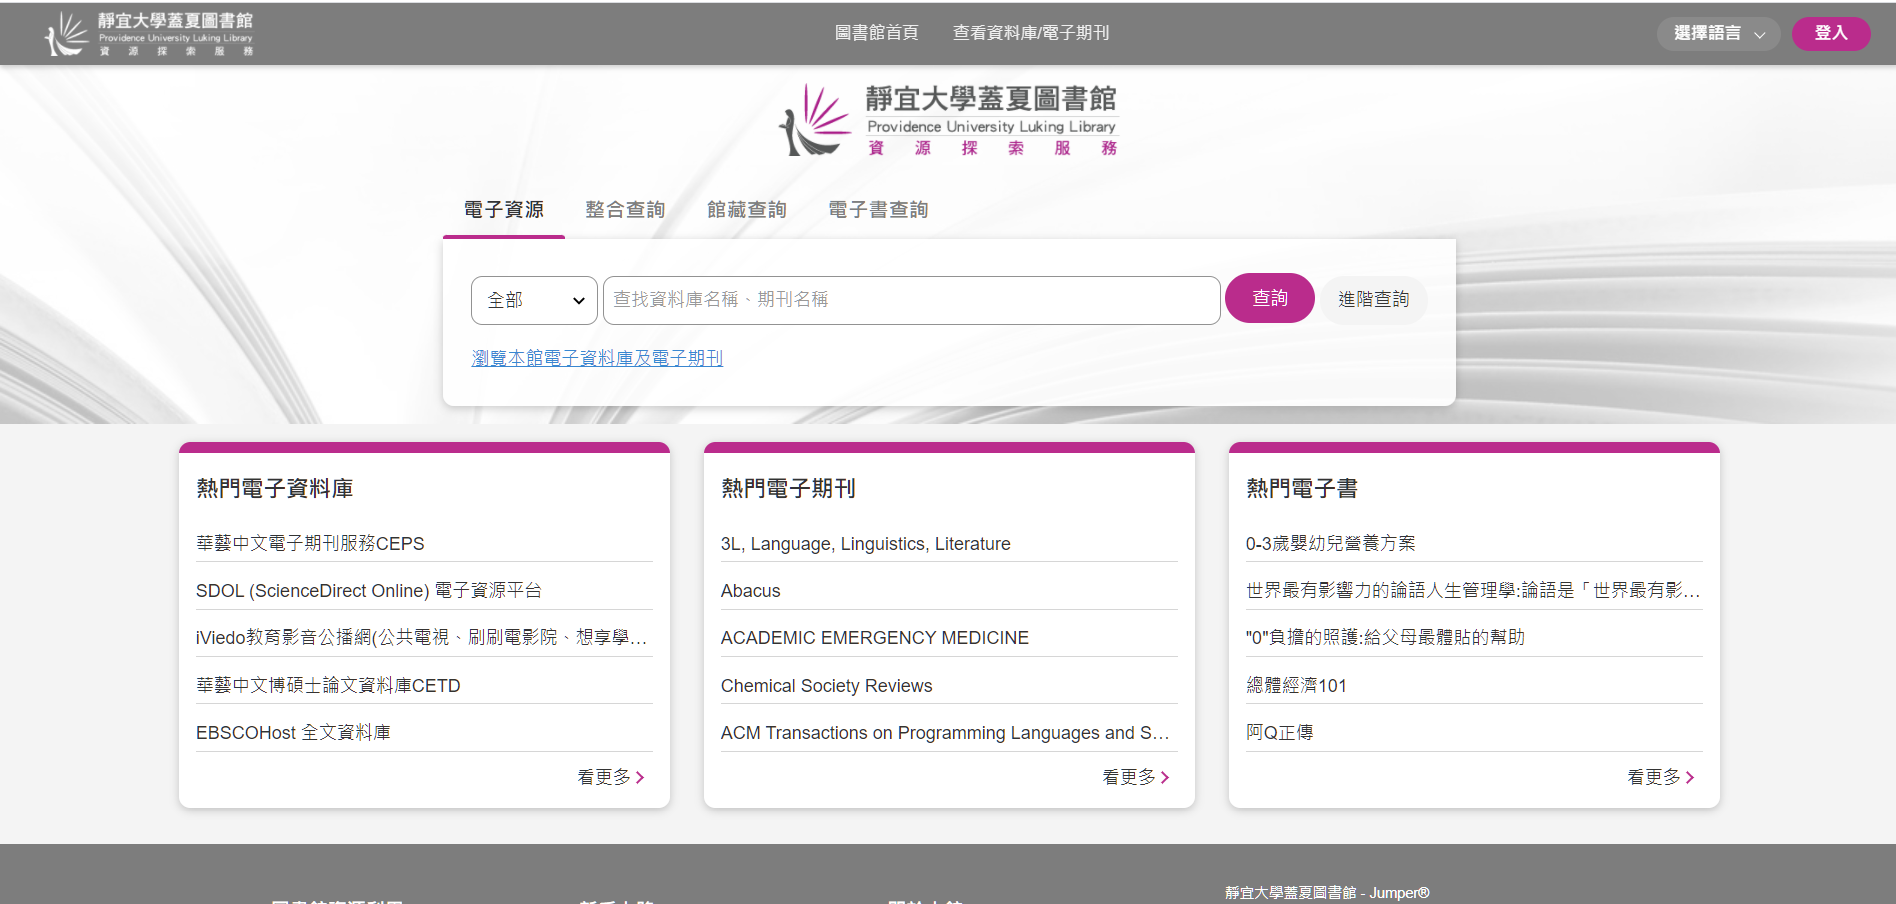 靜宜大學蓋夏圖書館
Providence University Luking Library
資源探索服務
圖書館首頁 查看資料庫/電子期刊
選擇語言 登入
靜宜大學蓋夏圖書館
Providence University Luking Library
資源探索服務
電子資源 整合查詢 館藏查詢 電子書查詢
全部 查找資料庫名稱、期刊名稱 查詢 進階查詢
瀏覽本館電子資料庫及電子期刊
熱門電子資料庫
華藝中文電子期刊服務CEPS
SDOL (ScienceDirect Online) 電子資源平台
iViedo教育影音公播網(公共電視、刷刷電影院、想享學…
華藝中文博碩士論文資料庫CETD
EBSCOHost 全文資料庫
看更多
熱門電子期刊
3L, Language, Linguistics, Literature
Abacus
ACADEMIC EMERGENCY MEDICINE
Chemical Society Reviews
ACM Transactions on Programming Languages and S…
看更多
熱門電子書
0-3歲嬰幼兒營養方案
世界最有影響力的論語人生管理學:論語是「世界最有影…
"0"負擔的照護:給父母最體貼的幫助
總體經濟101
阿Q正傳
看更多
靜宜大學蓋夏圖書館 - Jumper®